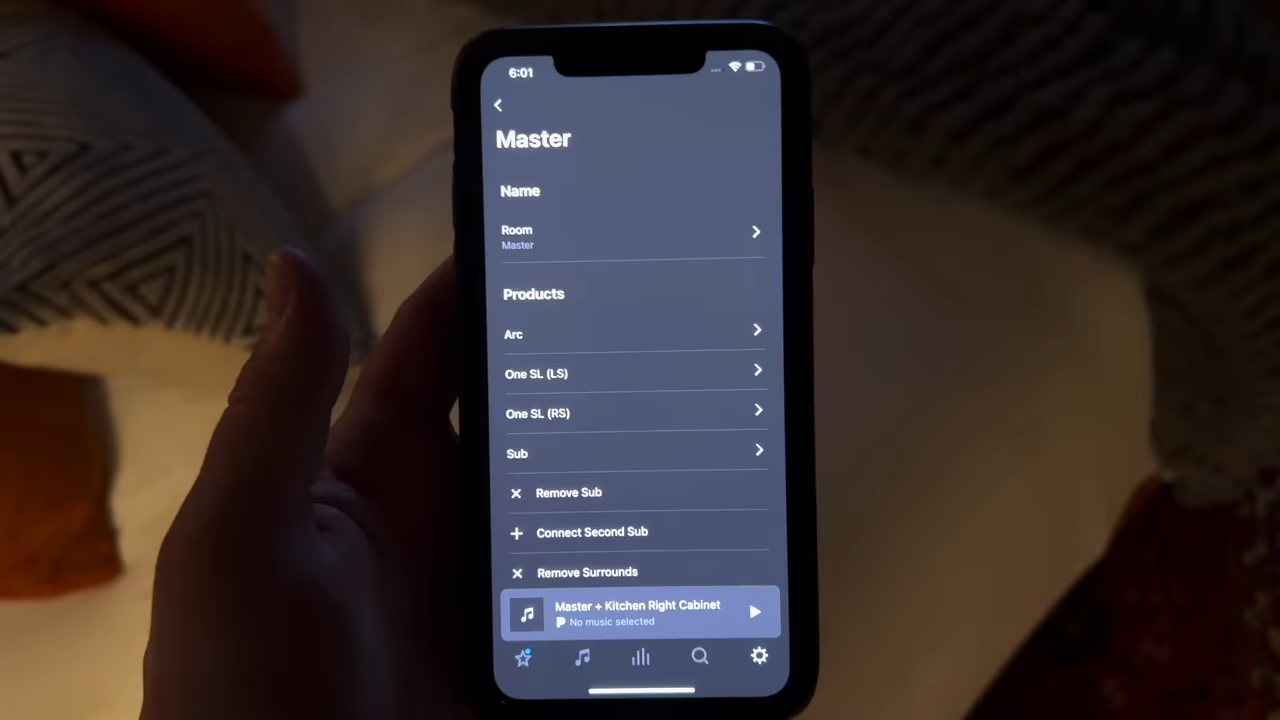 6:01
Master
Name
Room
Master
Products
Arc
One SL (LS)
One SL (RS)
Sub
Remove Sub
Connect Second Sub
Remove Surrounds
Master + Kitchen Right Cabinet
No music selected